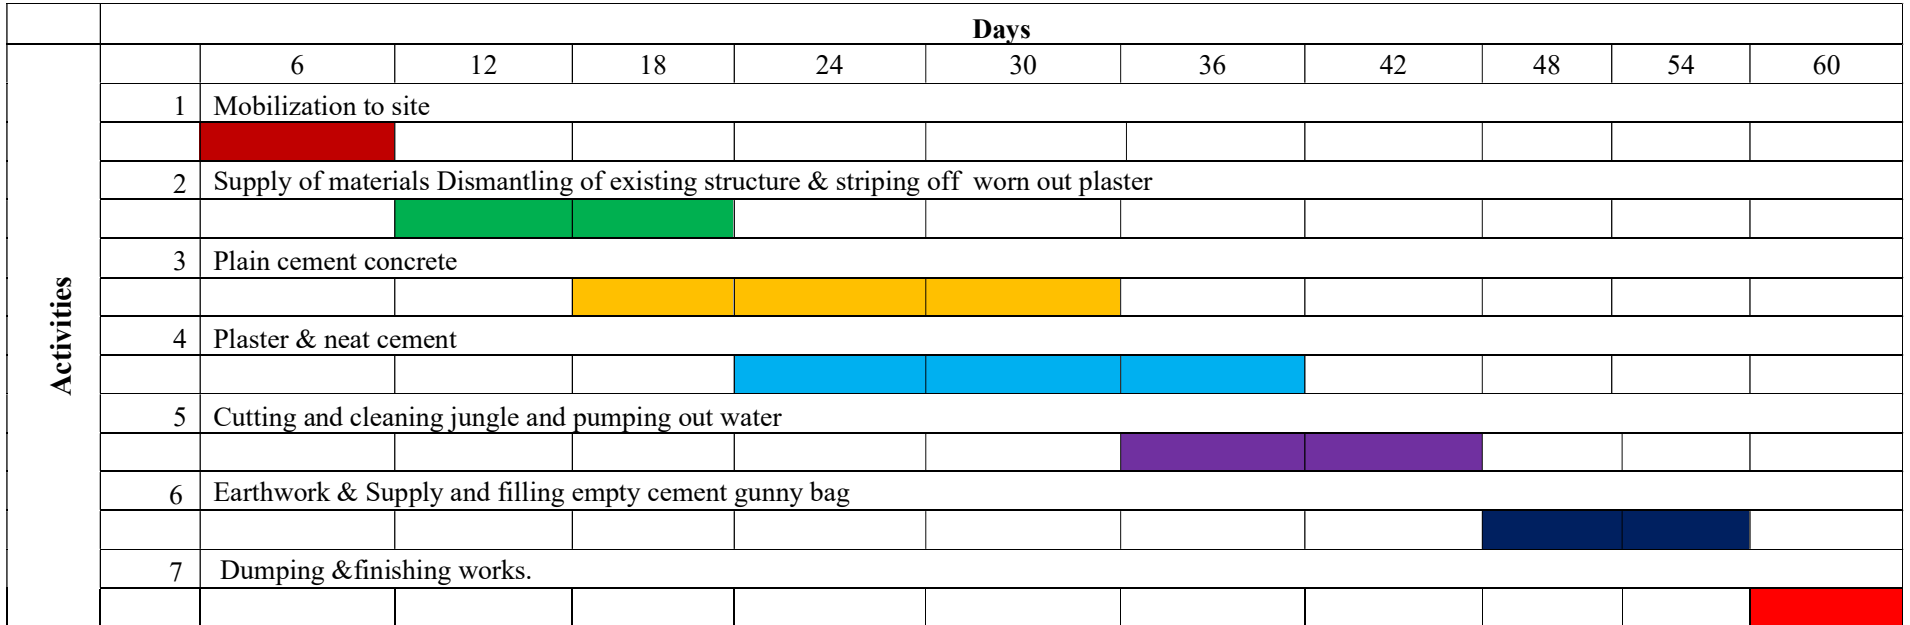 Days
6 12 18 24 30 36 42 48 54 60
Activities
1 Mobilization to site
2 Supply of materials Dismantling of existing structure & striping off worn out plaster
3 Plain cement concrete
4 Plaster & neat cement
5 Cutting and cleaning jungle and pumping out water
6 Earthwork & Supply and filling empty cement gunny bag
7 Dumping &finishing works.